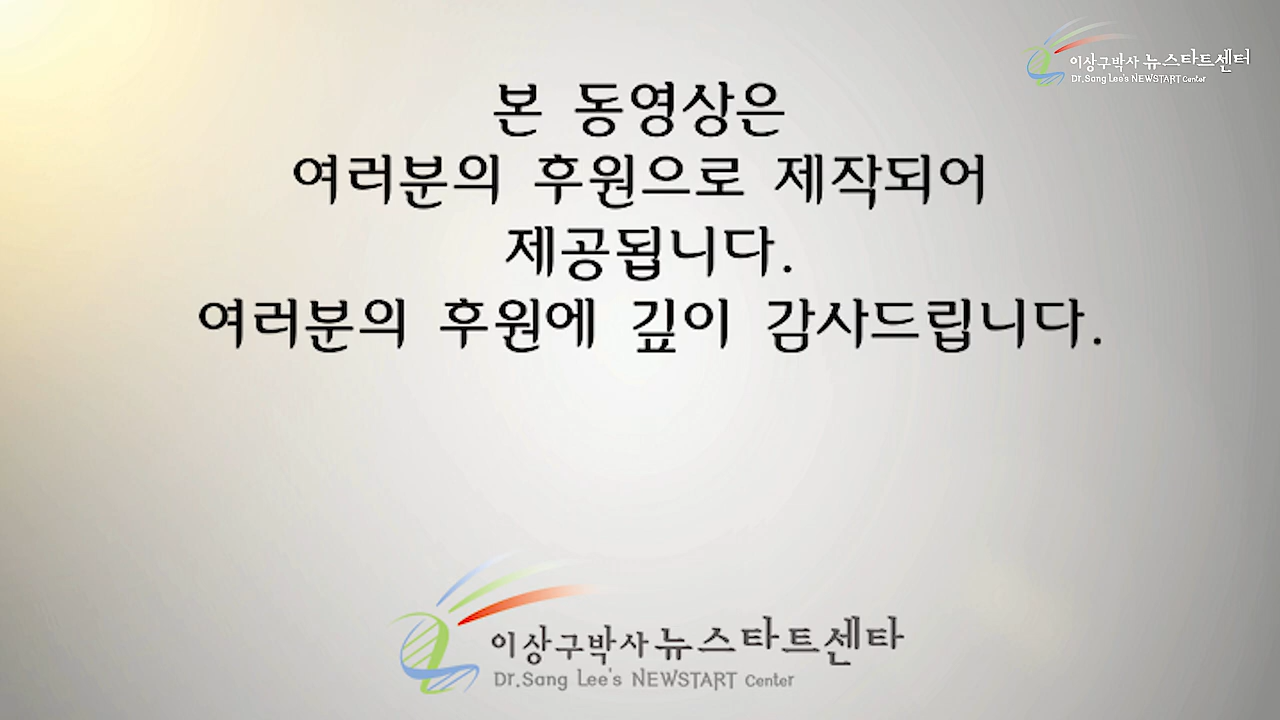 이상구박사 뉴스타트센터
Dr.Sang Lee's NEWSTART Center
본 동영상은
여러분의 후원으로 제작되어
제공됩니다.
여러분의 후원에 깊이 감사드립니다.
이상구박사 뉴스타트센타
Dr.Sang Lee's NEWSTART Center